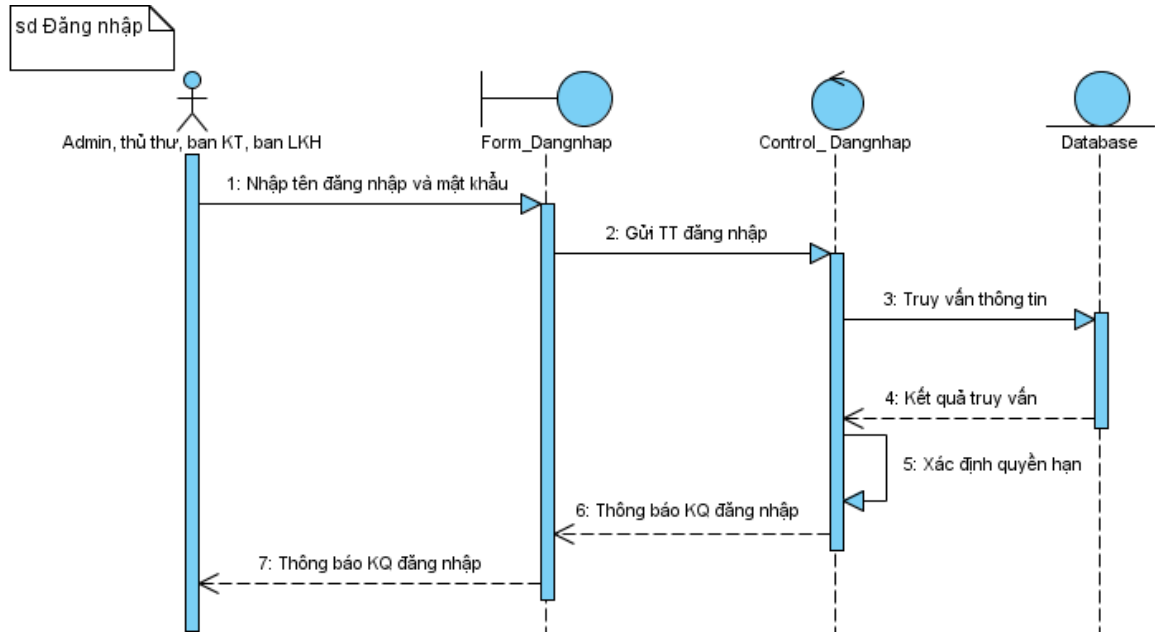 sd Đăng nhập
Admin, thủ thư, ban KT, ban LKH
Form_Dangnhap
Control_ Dangnhap
Database
1: Nhập tên đăng nhập và mật khẩu
2: Gửi TT đăng nhập
3: Truy vấn thông tin
4: Kết quả truy vấn
5: Xác định quyền hạn
6: Thông báo KQ đăng nhập
7: Thông báo KQ đăng nhập